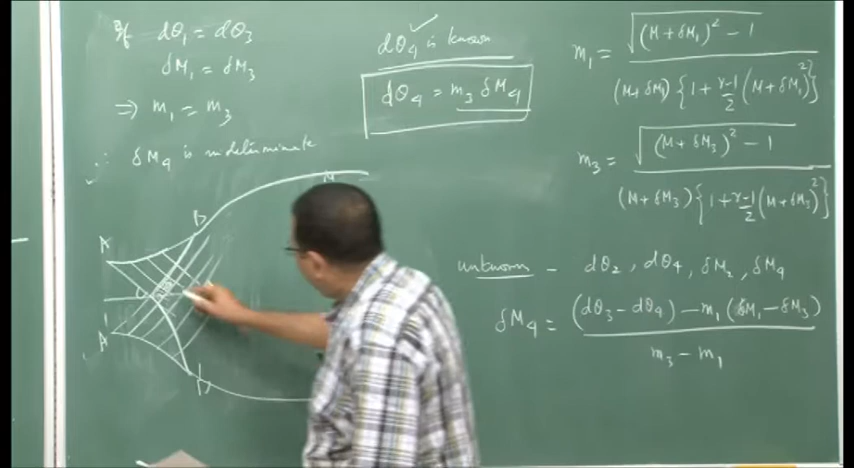 If dθ₁ = dθ₃
δM₁ = δM₃
⇒ m₁ = m₃
∴ δM₄ is indeterminate
✓
dθ₄ is known
dθ₄ = m₃ δM₄
m₁ = √((M+δM₁)² − 1) / (M+δM₁){1 + γ−1/2 (M+δM₁)²}
m₃ = √((M+δM₃)² − 1) / (M+δM₃){1 + γ−1/2 (M+δM₃)²}
unknown – dθ₂, dθ₄, δM₂, δM₄
δM₄ = (dθ₃ − dθ₄) − m₁(δM₁ − δM₃) / m₃ − m₁
A
D
A
D